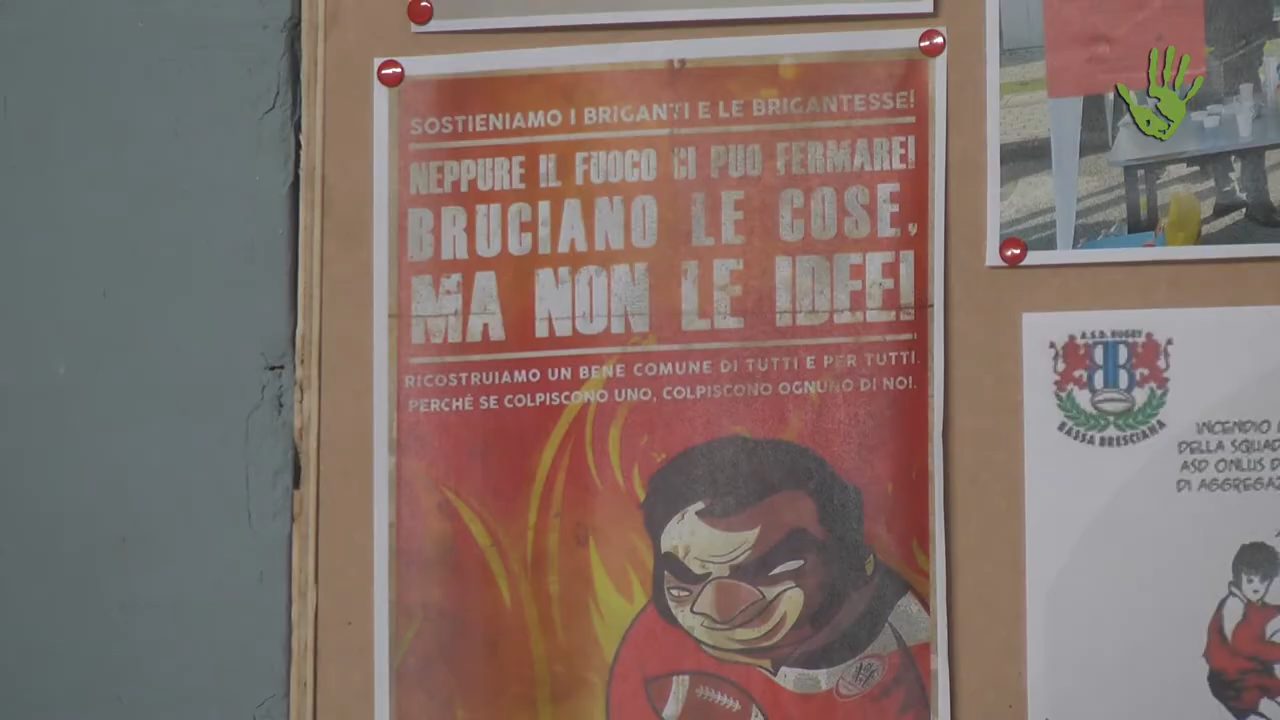 SOSTIENIAMO I BRIGANTI E LE BRIGANTESSE!
NEPPURE IL FUOCO CI PUO FERMARE!
BRUCIANO LE COSE,
MA NON LE IDEE!
RICOSTRUIAMO UN BENE COMUNE DI TUTTI E PER TUTTI.
PERCHÉ SE COLPISCONO UNO, COLPISCONO OGNUNO DI NOI.
A.S.D. RUGBY
BASSA BRESCIANA
INCENDIO
DELLA SQUAD
ASD ONLUS D
DI AGGREGAZ